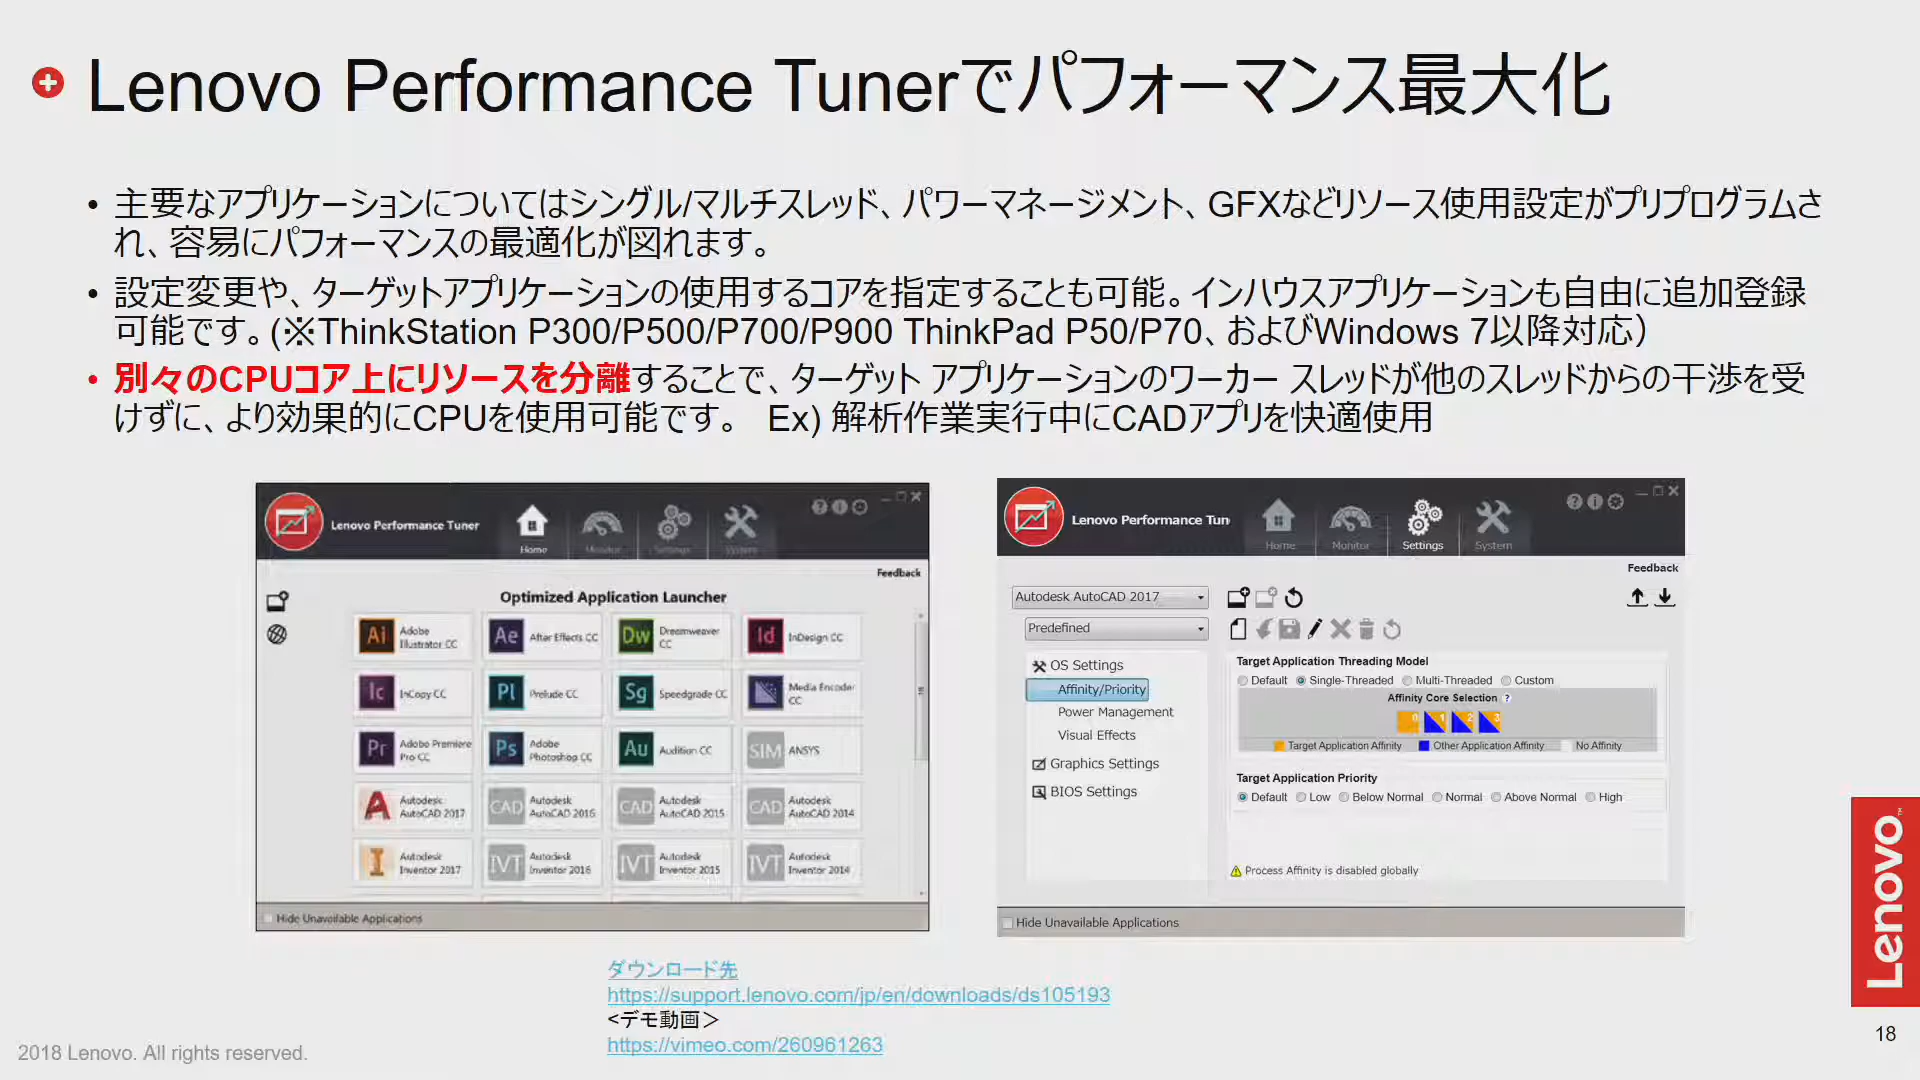 Lenovo Performance Tunerでパフォーマンス最大化
• 主要なアプリケーションについてはシングル/マルチスレッド、パワーマネージメント、GFXなどリソース使用設定がプリプログラムさ
れ、容易にパフォーマンスの最適化が図れます。
• 設定変更や、ターゲットアプリケーションの使用するコアを指定することも可能。インハウスアプリケーションも自由に追加登録
可能です。(※ThinkStation P300/P500/P700/P900 ThinkPad P50/P70、およびWindows 7以降対応）
• 別々のCPUコア上にリソースを分離することで、ターゲット アプリケーションのワーカー スレッドが他のスレッドからの干渉を受
けずに、より効果的にCPUを使用可能です。 Ex) 解析作業実行中にCADアプリを快適使用
Lenovo Performance Tuner
Home
Monitor
Settings
System
Feedback
Optimized Application Launcher
Ai Adobe Illustrator CC
Ae After Effects CC
Dw Dreamweaver CC
Id InDesign CC
Ic InCopy CC
Pl Prelude CC
Sg Speedgrade CC
Media Encoder CC
Pr Adobe Premiere Pro CC
Ps Adobe Photoshop CC
Au Audition CC
SIM ANSYS
A Autodesk AutoCAD 2017
CAD Autodesk AutoCAD 2016
CAD Autodesk AutoCAD 2015
CAD Autodesk AutoCAD 2014
I Autodesk Inventor 2017
IVT Autodesk Inventor 2016
IVT Autodesk Inventor 2015
IVT Autodesk Inventor 2014
Hide Unavailable Applications
Lenovo Performance Tun
Home
Monitor
Settings
System
Feedback
Autodesk AutoCAD 2017
Predefined
OS Settings
Affinity/Priority
Power Management
Visual Effects
Graphics Settings
BIOS Settings
Target Application Threading Model
Default Single-Threaded Multi-Threaded Custom
Affinity Core Selection ?
0 1 2 3
Target Application Affinity Other Application Affinity No Affinity
Target Application Priority
Default Low Below Normal Normal Above Normal High
Process Affinity is disabled globally
Hide Unavailable Applications
ダウンロード先
https://support.lenovo.com/jp/en/downloads/ds105193
<デモ動画＞
https://vimeo.com/260961263
2018 Lenovo. All rights reserved.
Lenovo™
18